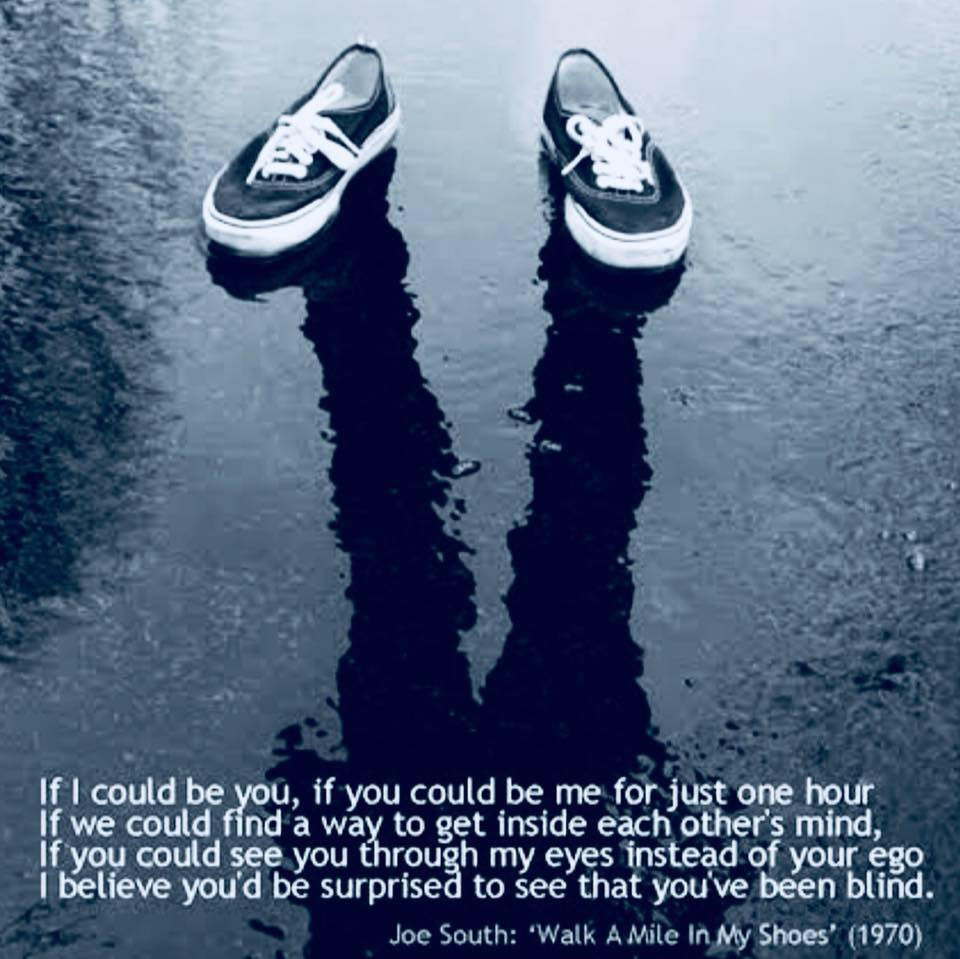 If I could be you, if you could be me for just one hour
If we could find a way to get inside each other's mind,
If you could see you through my eyes instead of your ego
I believe you'd be surprised to see that you've been blind.
Joe South: ‘Walk A Mile In My Shoes’ (1970)